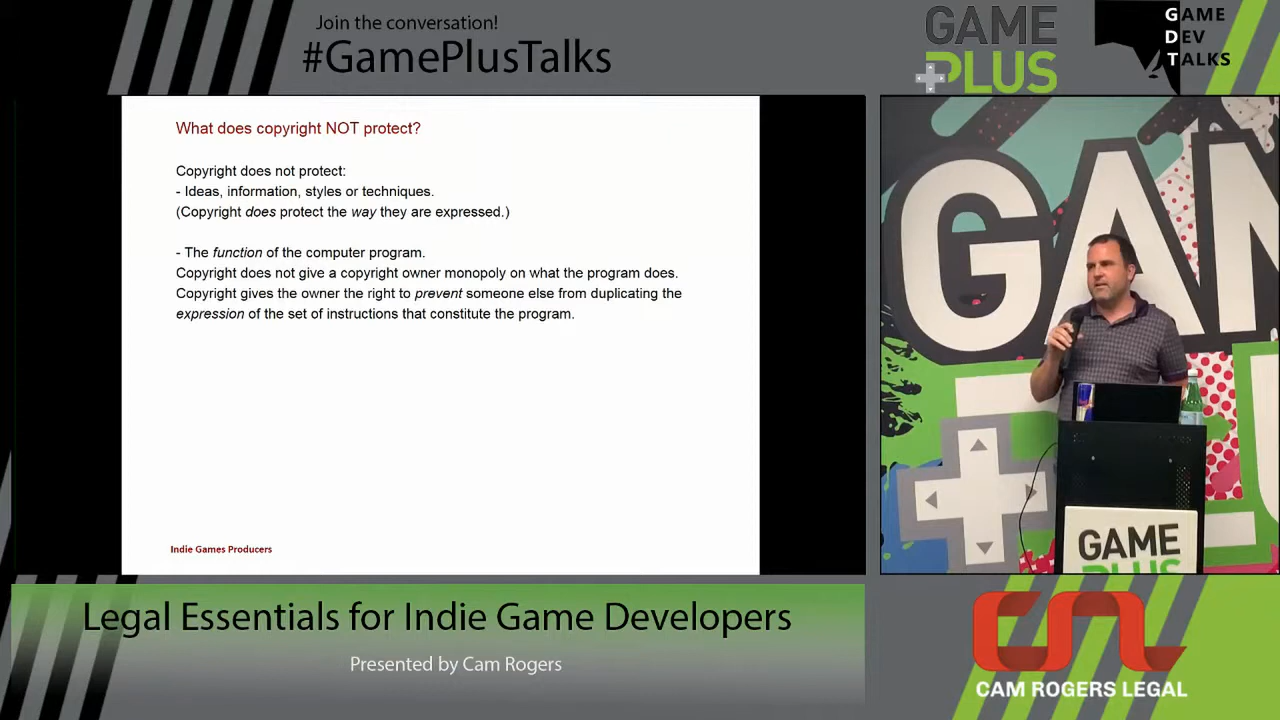 Join the conversation!
#GamePlusTalks
GAME
PLUS
GAME
DEV
TALKS
What does copyright NOT protect?
Copyright does not protect:
- Ideas, information, styles or techniques.
(Copyright does protect the way they are expressed.)
- The function of the computer program.
Copyright does not give a copyright owner monopoly on what the program does.
Copyright gives the owner the right to prevent someone else from duplicating the
expression of the set of instructions that constitute the program.
Indie Games Producers
GAM
GAME
PLUS
Legal Essentials for Indie Game Developers
Presented by Cam Rogers
CAM ROGERS LEGAL